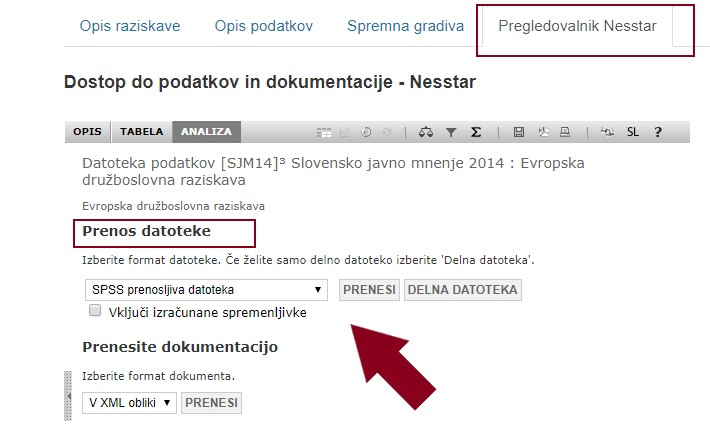 Opis raziskave Opis podatkov Spremna gradiva Pregledovalnik Nesstar
Dostop do podatkov in dokumentacije - Nesstar
OPIS TABELA ANALIZA Σ SL ?
Datoteka podatkov [SJM14]³ Slovensko javno mnenje 2014 : Evropska
družboslovna raziskava
Evropska družboslovna raziskava
Prenos datoteke
Izberite format datoteke. Če želite samo delno datoteko izberite 'Delna datoteka'.
SPSS prenosljiva datoteka PRENESI DELNA DATOTEKA
Vključi izračunane spremenljivke
Prenesite dokumentacijo
Izberite format dokumenta.
V XML obliki PRENESI